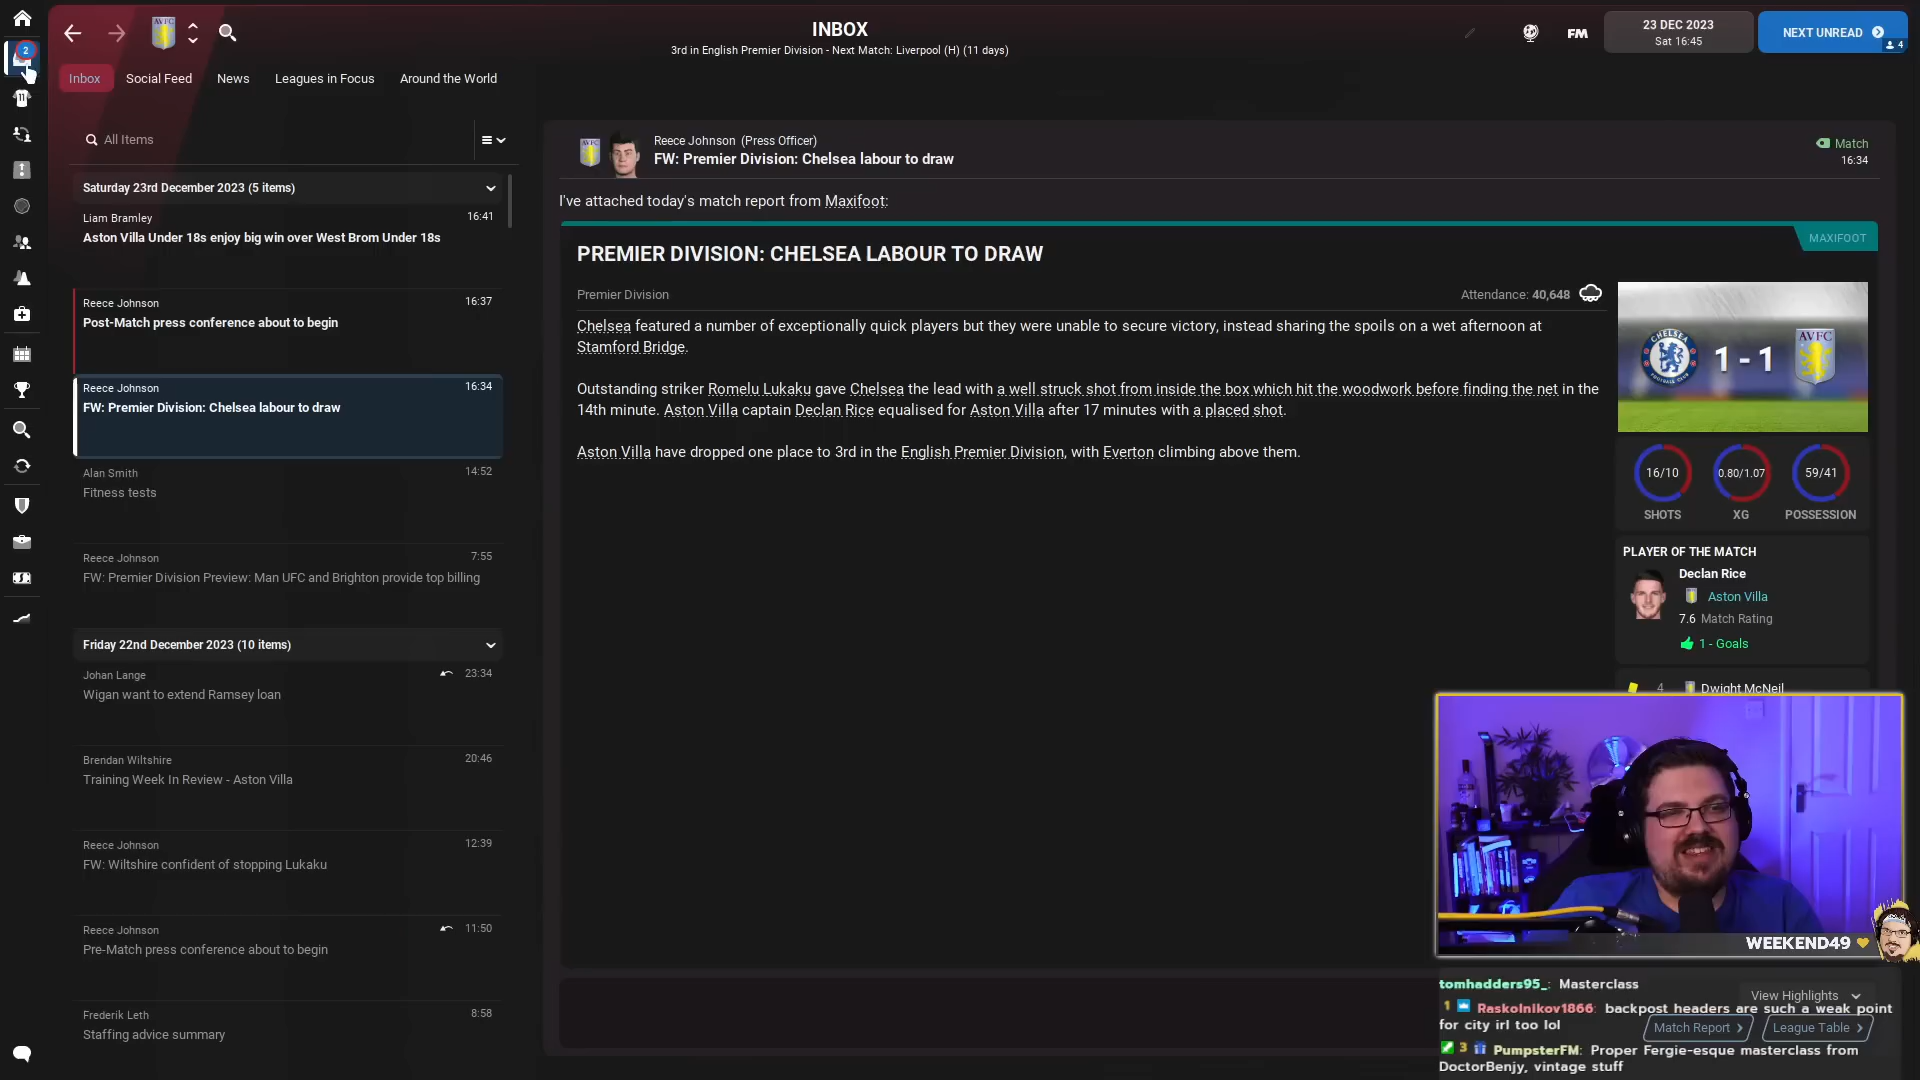 INBOX
3rd in English Premier Division - Next Match: Liverpool (H) (11 days)
FM
23 DEC 2023
Sat 16:45
NEXT UNREAD
4
2
AVFC
11
Inbox
Social Feed
News
Leagues in Focus
Around the World
All Items
Saturday 23rd December 2023 (5 items)
Liam Bramley
16:41
Aston Villa Under 18s enjoy big win over West Brom Under 18s
Reece Johnson
16:37
Post-Match press conference about to begin
Reece Johnson
16:34
FW: Premier Division: Chelsea labour to draw
Alan Smith
14:52
Fitness tests
Reece Johnson
7:55
FW: Premier Division Preview: Man UFC and Brighton provide top billing
Friday 22nd December 2023 (10 items)
Johan Lange
23:34
Wigan want to extend Ramsey loan
Brendan Wiltshire
20:46
Training Week In Review - Aston Villa
Reece Johnson
12:39
FW: Wiltshire confident of stopping Lukaku
Reece Johnson
11:50
Pre-Match press conference about to begin
Frederik Leth
8:58
Staffing advice summary
Reece Johnson (Press Officer)
FW: Premier Division: Chelsea labour to draw
Match
16:34
I've attached today's match report from Maxifoot:
MAXIFOOT
PREMIER DIVISION: CHELSEA LABOUR TO DRAW
Premier Division
Attendance: 40,648
Chelsea featured a number of exceptionally quick players but they were unable to secure victory, instead sharing the spoils on a wet afternoon at
Stamford Bridge.
Outstanding striker Romelu Lukaku gave Chelsea the lead with a well struck shot from inside the box which hit the woodwork before finding the net in the
14th minute. Aston Villa captain Declan Rice equalised for Aston Villa after 17 minutes with a placed shot.
Aston Villa have dropped one place to 3rd in the English Premier Division, with Everton climbing above them.
1 - 1
AVFC
16/10
0.80/1.07
59/41
SHOTS
XG
POSSESSION
PLAYER OF THE MATCH
Declan Rice
Aston Villa
7.6 Match Rating
1 - Goals
4
Dwight McNeil
WEEKEND49
tomhadders95_: Masterclass
View Highlights
1 Raskolnikov1866: backpost headers are such a weak point
for city irl too lol
Match Report
League Table
3 PumpsterFM: Proper Fergie-esque masterclass from
DoctorBenjy, vintage stuff